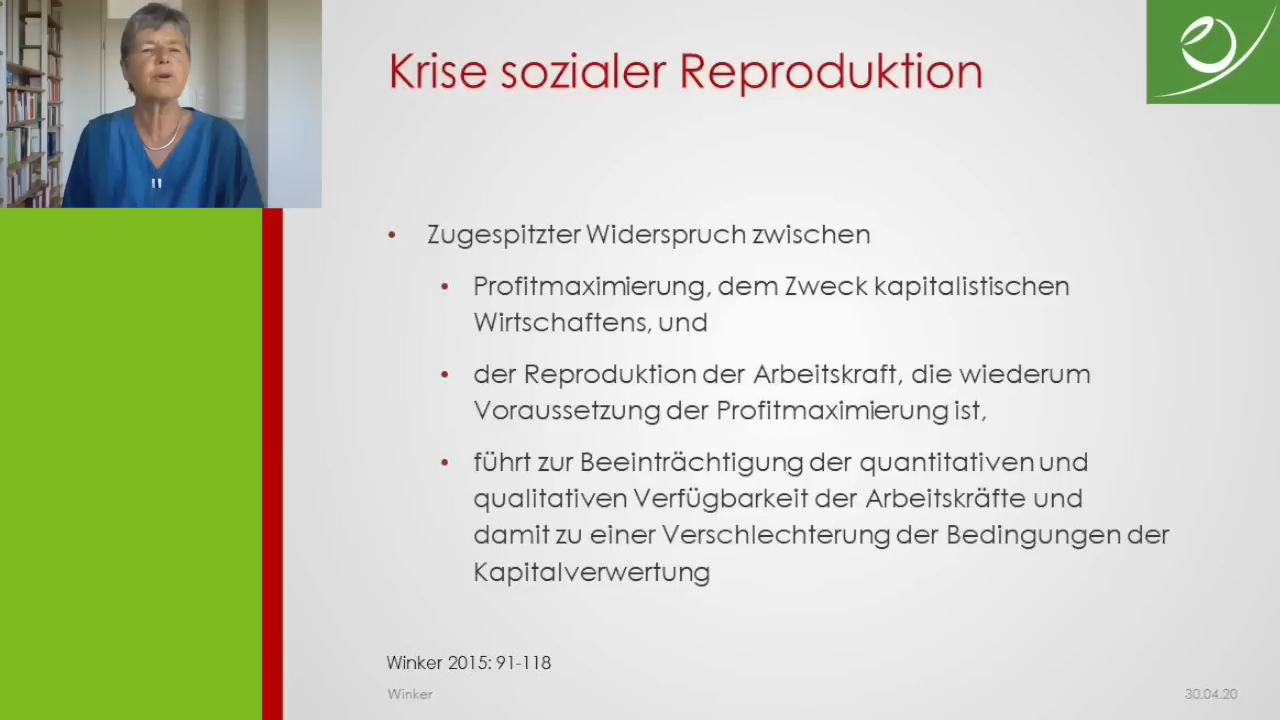 Krise sozialer Reproduktion
• Zugespitzter Widerspruch zwischen
• Profitmaximierung, dem Zweck kapitalistischen
Wirtschaftens, und
• der Reproduktion der Arbeitskraft, die wiederum
Voraussetzung der Profitmaximierung ist,
• führt zur Beeinträchtigung der quantitativen und
qualitativen Verfügbarkeit der Arbeitskräfte und
damit zu einer Verschlechterung der Bedingungen der
Kapitalverwertung
Winker 2015: 91-118
Winker
30.04.20